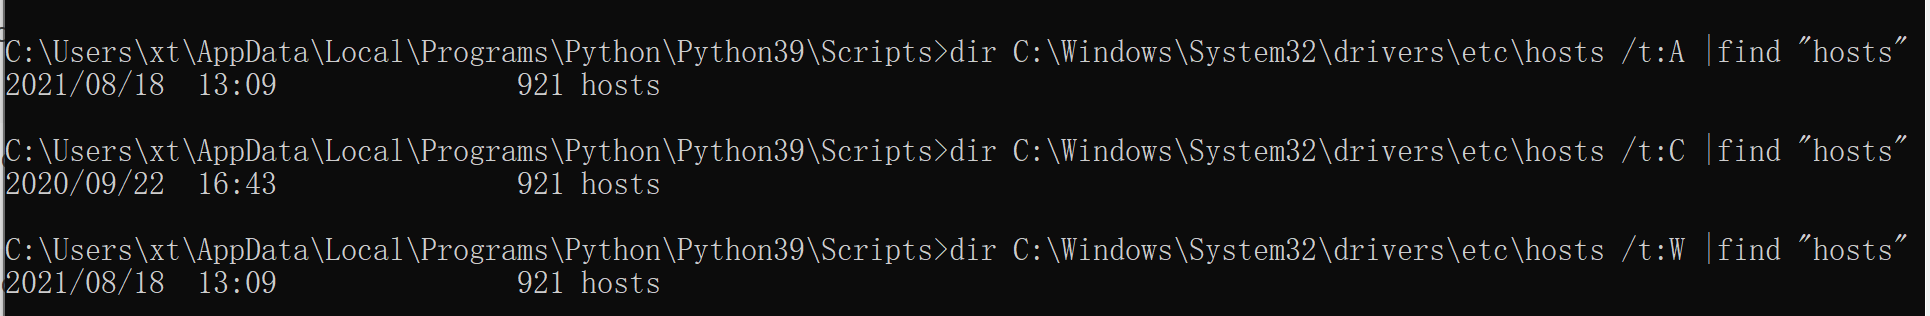 C:\Users\xt\AppData\Local\Programs\Python\Python39\Scripts>dir C:\Windows\System32\drivers\etc\hosts /t:A |find "hosts"
2021/08/18  13:09               921 hosts
C:\Users\xt\AppData\Local\Programs\Python\Python39\Scripts>dir C:\Windows\System32\drivers\etc\hosts /t:C |find "hosts"
2020/09/22  16:43               921 hosts
C:\Users\xt\AppData\Local\Programs\Python\Python39\Scripts>dir C:\Windows\System32\drivers\etc\hosts /t:W |find "hosts"
2021/08/18  13:09               921 hosts